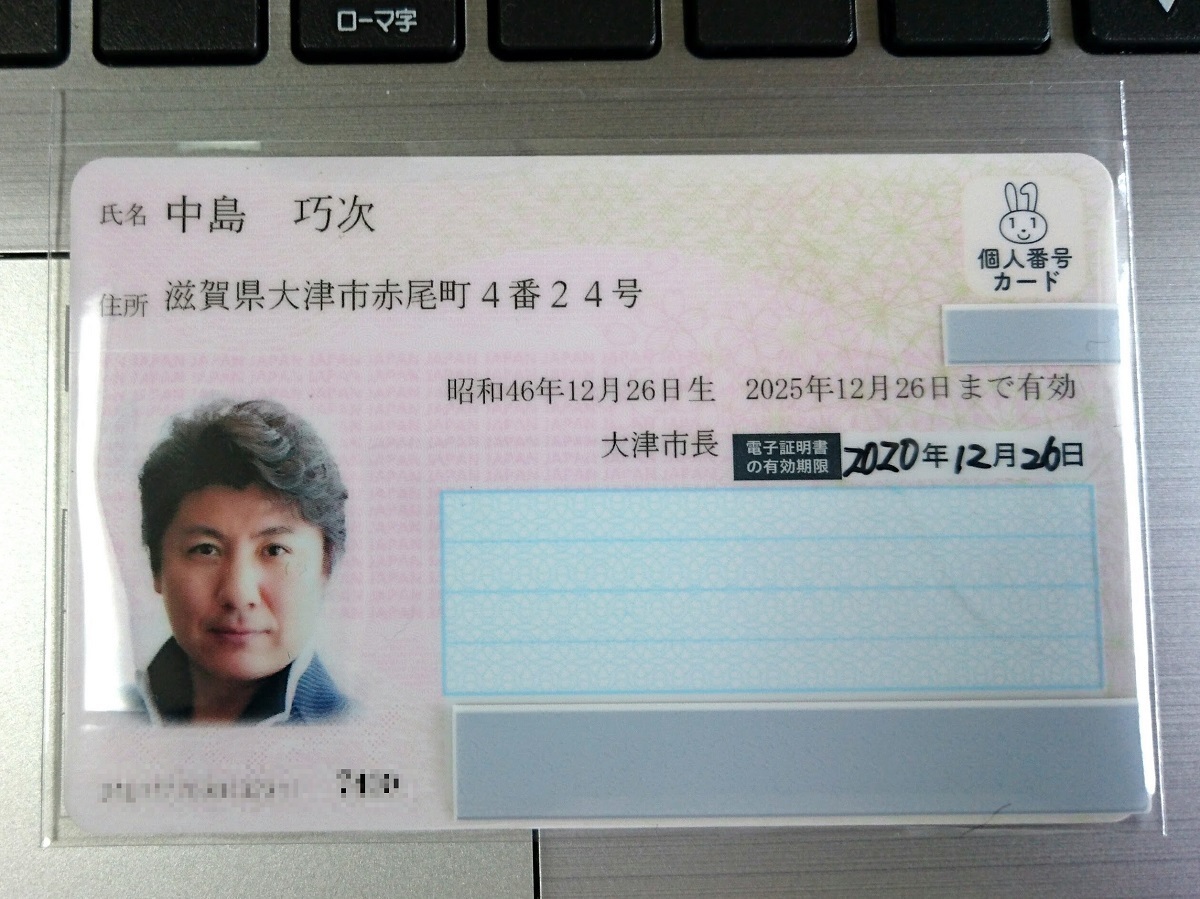 ローマ字
氏名 中島 巧次
個人番号
カード
住所 滋賀県大津市赤尾町４番２４号
昭和46年12月26日生 2025年12月26日まで有効
大津市長 電子証明書の有効期限 2020年12月26日